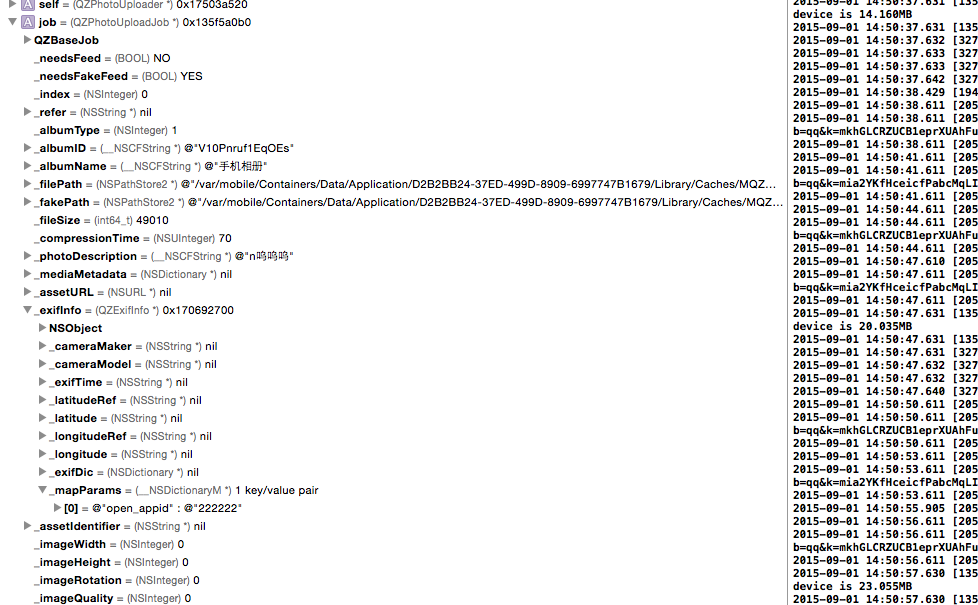 self = (QZPhotoUploader *) 0x17503a520
A job = (QZPhotoUploadJob *) 0x135f5a0b0
QZBaseJob
_needsFeed = (BOOL) NO
_needsFakeFeed = (BOOL) YES
_index = (NSInteger) 0
_refer = (NSString *) nil
_albumType = (NSInteger) 1
_albumID = (__NSCFString *) @"V10Pnruf1EqOEs"
_albumName = (__NSCFString *) @"手机相册"
_filePath = (NSPathStore2 *) @"/var/mobile/Containers/Data/Application/D2B2BB24-37ED-499D-8909-6997747B1679/Library/Caches/MQZ...
_fakePath = (NSPathStore2 *) @"/var/mobile/Containers/Data/Application/D2B2BB24-37ED-499D-8909-6997747B1679/Library/Caches/MQZ...
_fileSize = (int64_t) 49010
_compressionTime = (NSUInteger) 70
_photoDescription = (__NSCFString *) @"n呜呜呜"
_mediaMetadata = (NSDictionary *) nil
_assetURL = (NSURL *) nil
_exifInfo = (QZExifInfo *) 0x170692700
NSObject
_cameraMaker = (NSString *) nil
_cameraModel = (NSString *) nil
_exifTime = (NSString *) nil
_latitudeRef = (NSString *) nil
_latitude = (NSString *) nil
_longitudeRef = (NSString *) nil
_longitude = (NSString *) nil
_exifDic = (NSDictionary *) nil
_mapParams = (__NSDictionaryM *) 1 key/value pair
[0] = @"open_appid" : @"222222"
_assetIdentifier = (NSString *) nil
_imageWidth = (NSInteger) 0
_imageHeight = (NSInteger) 0
_imageRotation = (NSInteger) 0
_imageQuality = (NSInteger) 0
2015-09-01 14:50:37.631 [135
device is 14.160MB
2015-09-01 14:50:37.631 [135
2015-09-01 14:50:37.632 [327
2015-09-01 14:50:37.633 [327
2015-09-01 14:50:37.633 [327
2015-09-01 14:50:37.642 [327
2015-09-01 14:50:38.429 [194
2015-09-01 14:50:38.611 [205
2015-09-01 14:50:38.611 [205
b=qq&k=mkhGLCRZUCB1eprXUAhFu
2015-09-01 14:50:38.611 [205
2015-09-01 14:50:41.611 [205
2015-09-01 14:50:41.611 [205
b=qq&k=mia2YKfHceicfPabcMqLI
2015-09-01 14:50:41.611 [205
2015-09-01 14:50:44.611 [205
2015-09-01 14:50:44.611 [205
b=qq&k=mkhGLCRZUCB1eprXUAhFu
2015-09-01 14:50:44.611 [205
2015-09-01 14:50:47.610 [205
2015-09-01 14:50:47.611 [205
b=qq&k=mia2YKfHceicfPabcMqLI
2015-09-01 14:50:47.611 [205
2015-09-01 14:50:47.631 [135
device is 20.035MB
2015-09-01 14:50:47.631 [135
2015-09-01 14:50:47.631 [327
2015-09-01 14:50:47.632 [327
2015-09-01 14:50:47.632 [327
2015-09-01 14:50:47.640 [327
2015-09-01 14:50:50.611 [205
2015-09-01 14:50:50.611 [205
b=qq&k=mkhGLCRZUCB1eprXUAhFu
2015-09-01 14:50:50.611 [205
2015-09-01 14:50:53.611 [205
2015-09-01 14:50:53.611 [205
b=qq&k=mia2YKfHceicfPabcMqLI
2015-09-01 14:50:53.611 [205
2015-09-01 14:50:55.905 [205
2015-09-01 14:50:56.611 [205
2015-09-01 14:50:56.611 [205
b=qq&k=mkhGLCRZUCB1eprXUAhFu
2015-09-01 14:50:56.611 [205
2015-09-01 14:50:57.630 [135
device is 23.055MB
2015-09-01 14:50:57.630 [135